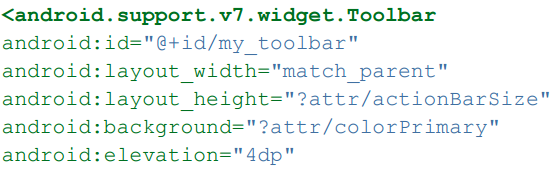 <android.support.v7.widget.Toolbar
android:id="@+id/my_toolbar"
android:layout_width="match_parent"
android:layout_height="?attr/actionBarSize"
android:background="?attr/colorPrimary"
android:elevation="4dp"